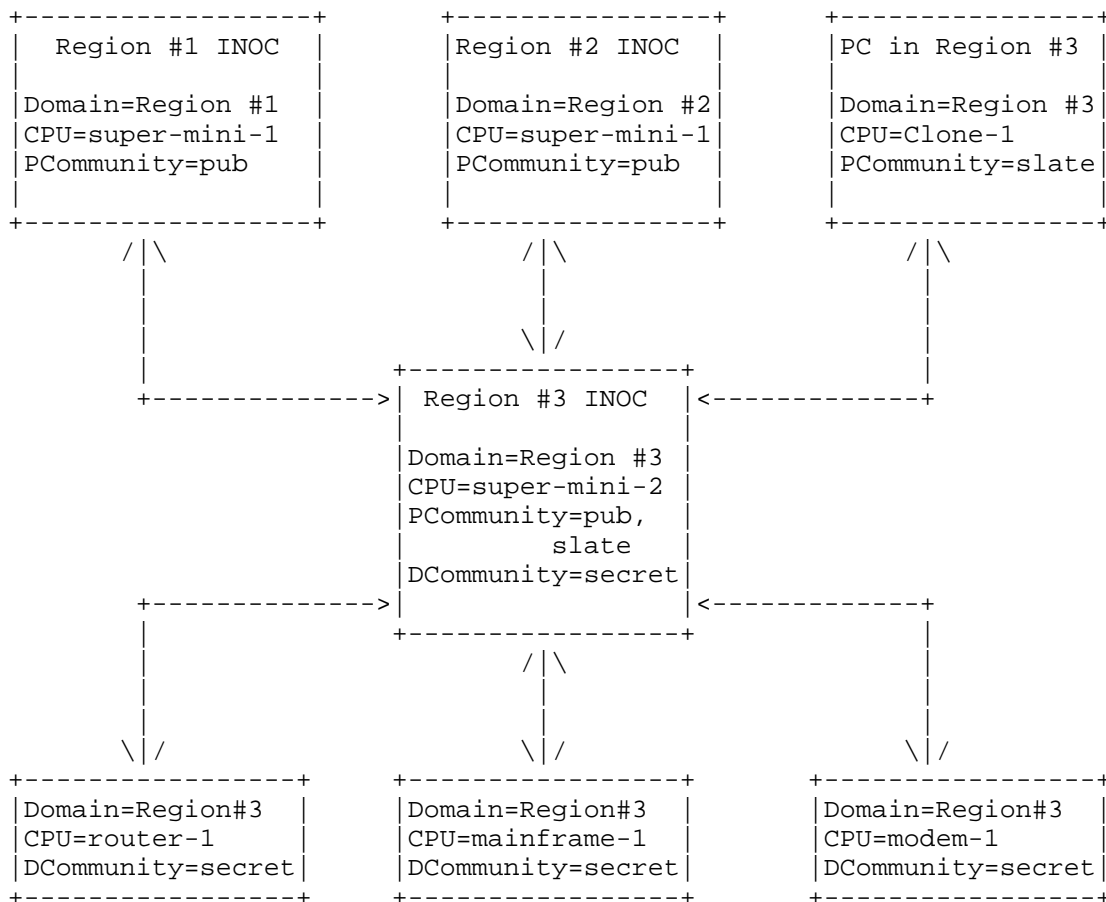 Region #1 INOC
Domain=Region #1
CPU=super-mini-1
PCommunity=pub
Region #2 INOC
Domain=Region #2
CPU=super-mini-1
PCommunity=pub
PC in Region #3
Domain=Region #3
CPU=Clone-1
PCommunity=slate
Region #3 INOC
Domain=Region #3
CPU=super-mini-2
PCommunity=pub,
slate
DCommunity=secret
Domain=Region#3
CPU=router-1
DCommunity=secret
Domain=Region#3
CPU=mainframe-1
DCommunity=secret
Domain=Region#3
CPU=modem-1
DCommunity=secret